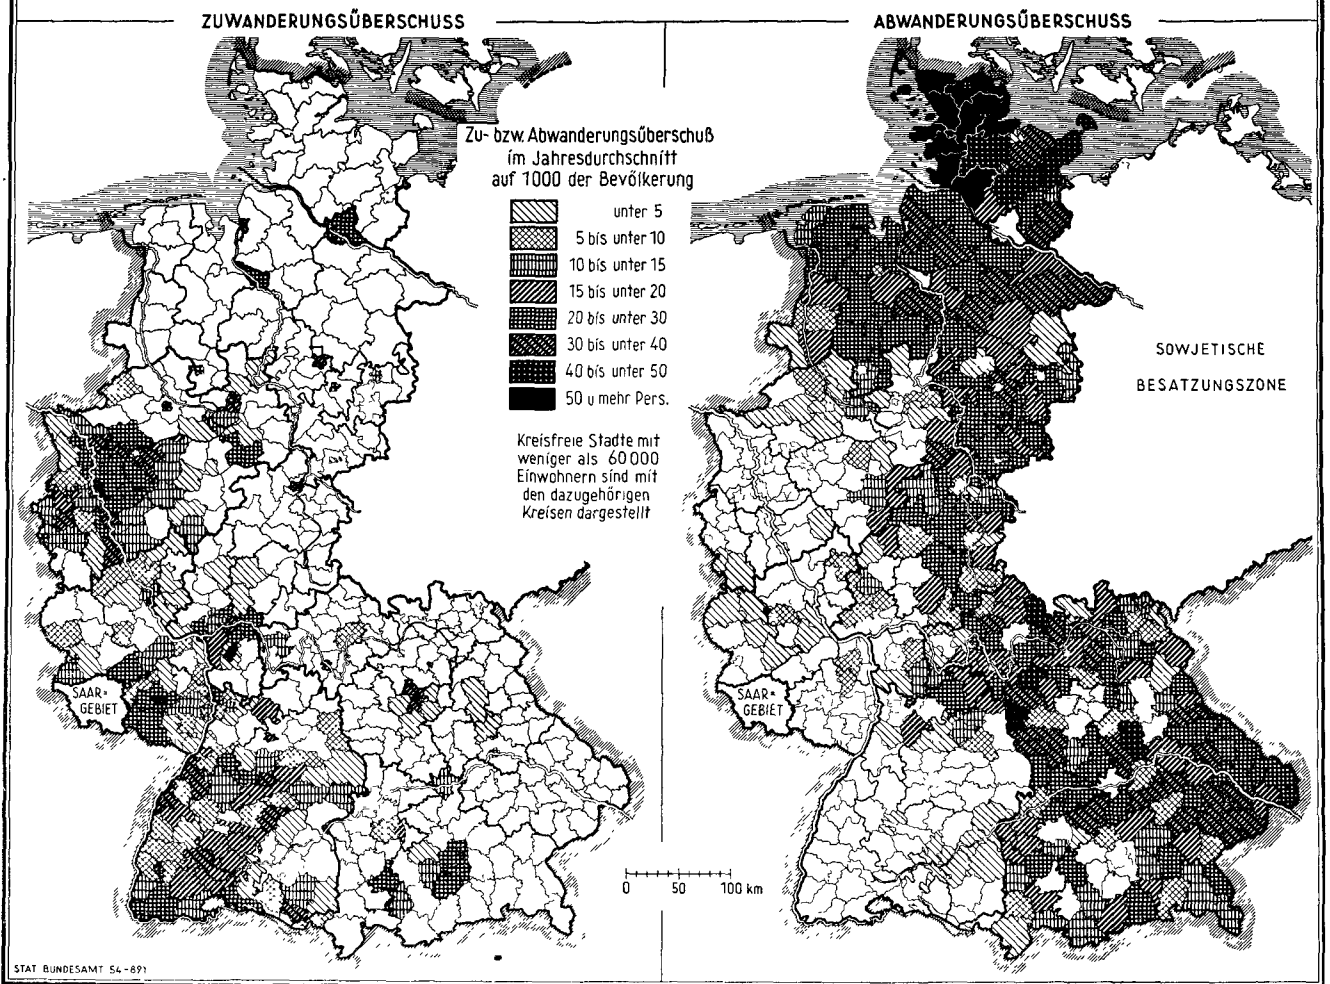 ZUWANDERUNGSÜBERSCHUSS
ABWANDERUNGSÜBERSCHUSS
Zu- bzw. Abwanderungsüberschuß
im Jahresdurchschnitt
auf 1000 der Bevölkerung
unter 5
5 bis unter 10
10 bis unter 15
15 bis unter 20
20 bis unter 30
30 bis unter 40
40 bis unter 50
50 u mehr Pers.
Kreisfreie Stadte mit
weniger als 60000
Einwohnern sind mit
den dazugehörigen
Kreisen dargestellt
SOWJETISCHE
BESATZUNGSZONE
SAAR-
GEBIET
SAAR-
GEBIET
0 50 100 km
STAT BUNDESAMT 54-891